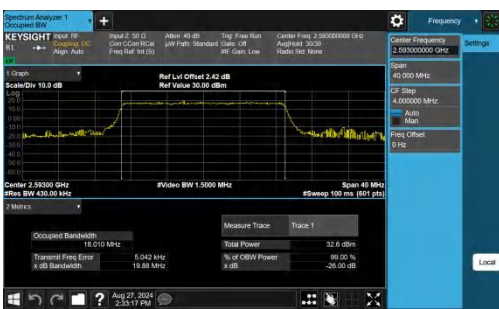 Spectrum Analyzer 1
Occupied BW
Frequency
KEYSIGHT Input: RF
Coupling: DC
Align: Auto
RL
Input Z: 50 Ω
Corr CCorr RCal
Freq Ref: Int (S)
Atten: 40 dB
µW Path: Standard
Trig: Free Run
Gate: Off
#IF Gain: Low
Center Freq: 2.593000000 GHz
Avg|Hold: 30/30
Radio Std: None
Center Frequency
2.593000000 GHz
Settings
Span
40.000 MHz
CF Step
4.000000 MHz
Auto
Man
Freq Offset
0 Hz
1 Graph
Scale/Div 10.0 dB
Ref Lvl Offset 2.42 dB
Ref Value 30.00 dBm
Log
20.0
10.0
0.00
-10.0
-20.0
-30.0
-40.0
-50.0
-60.0
Center 2.59300 GHz
#Res BW 430.00 kHz
#Video BW 1.5000 MHz
Span 40 MHz
#Sweep 100 ms (601 pts)
2 Metrics
Measure Trace Trace 1
Occupied Bandwidth
18.010 MHz
Total Power 32.6 dBm
Transmit Freq Error 5.042 kHz
% of OBW Power 99.00 %
x dB Bandwidth 19.88 MHz
x dB -26.00 dB
Local
Aug 27, 2024
2:33:17 PM